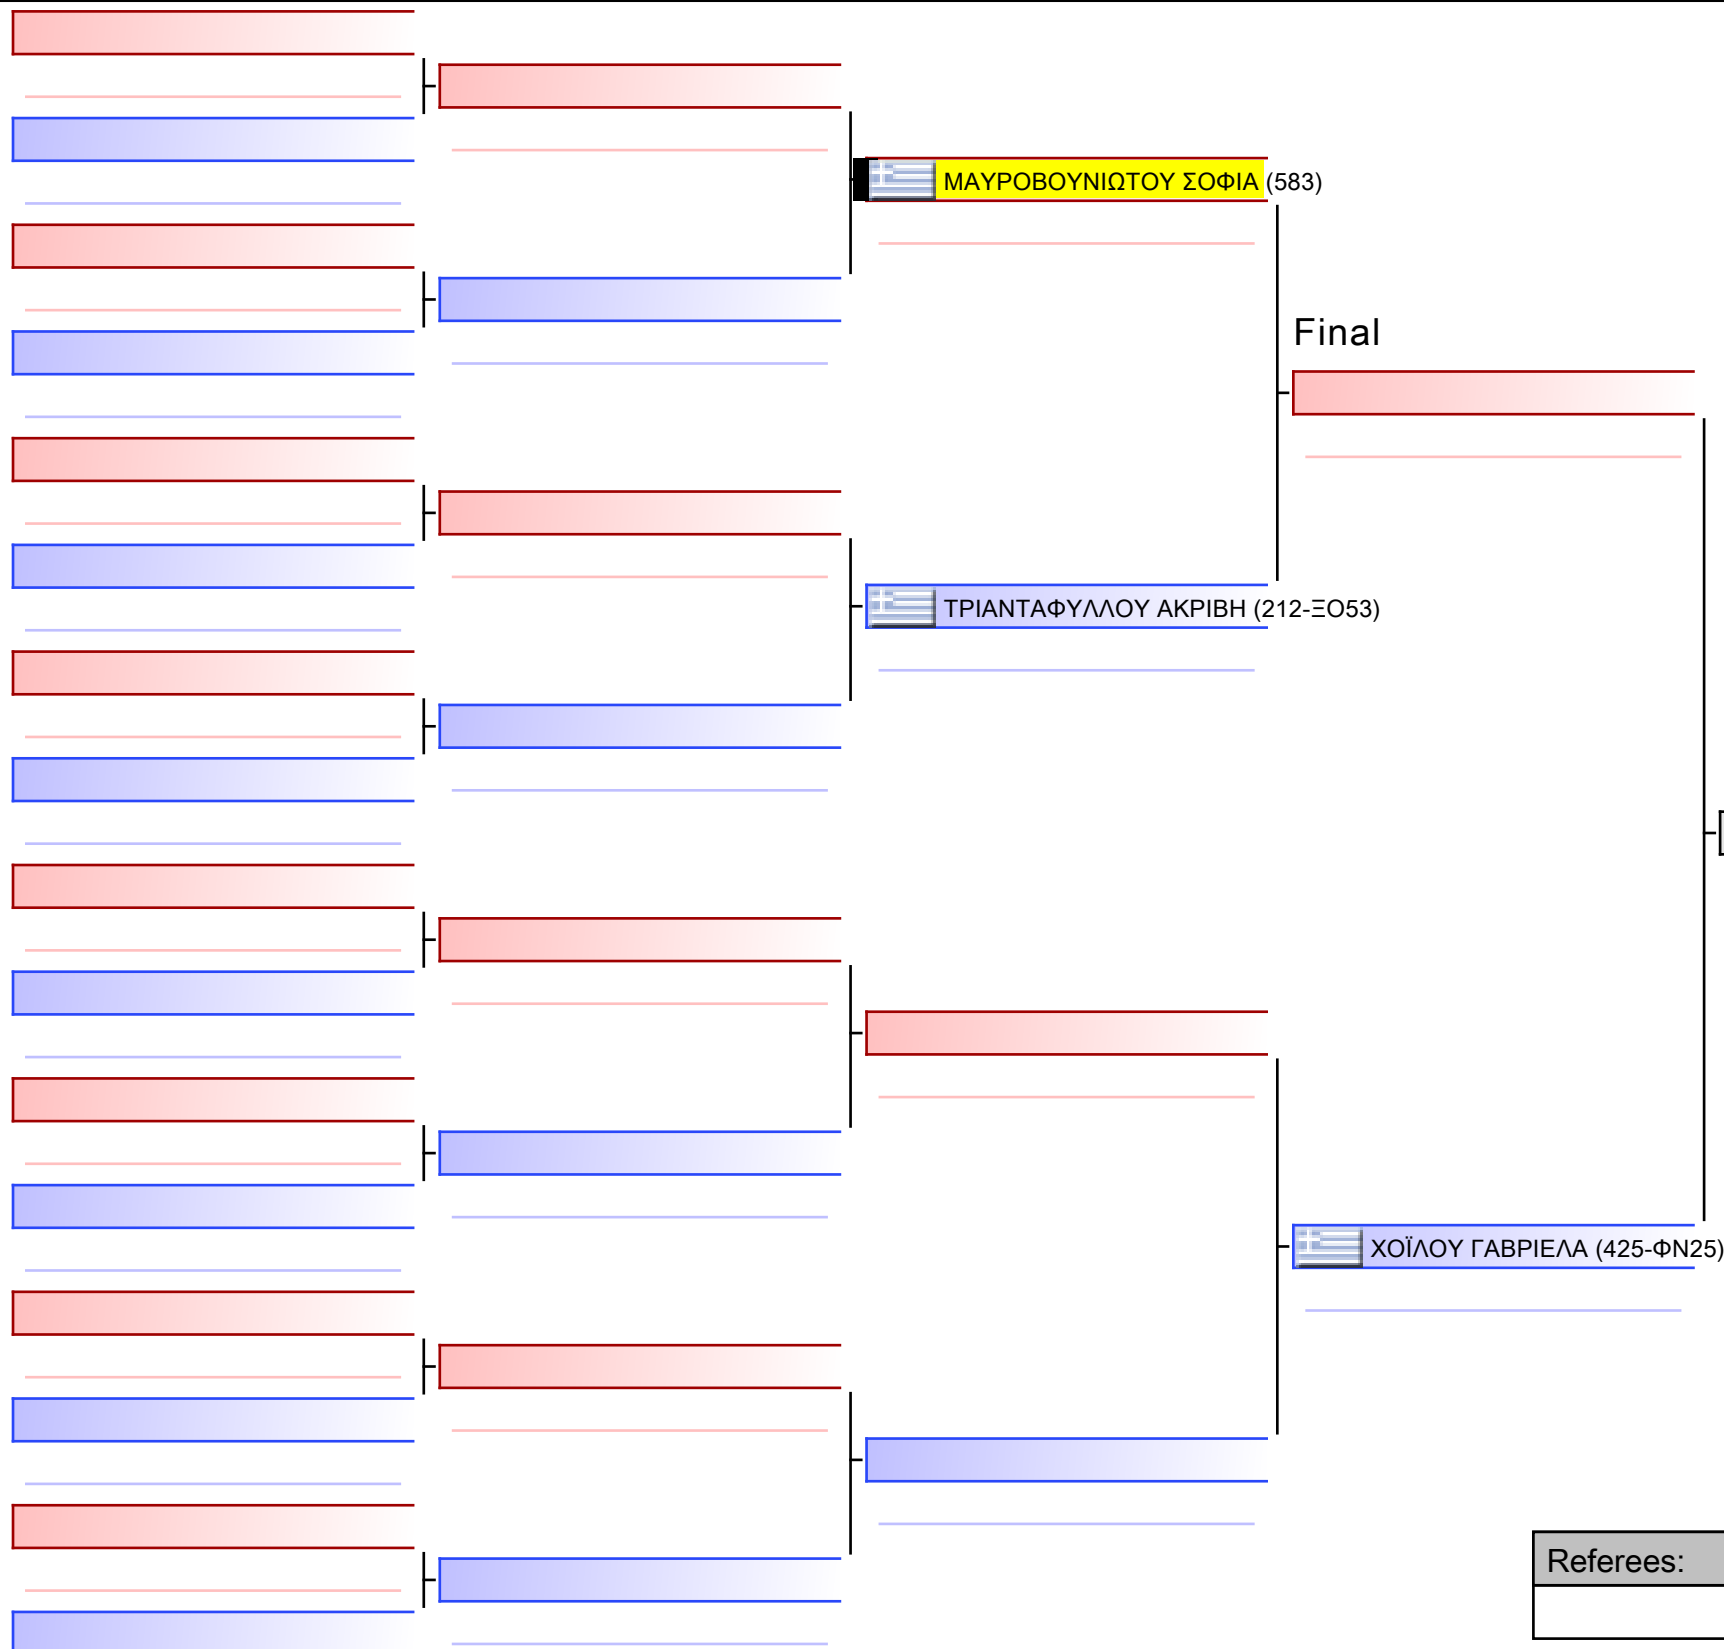 ΜΑΥΡΟΒΟΥΝΙΩΤΟΥ ΣΟΦΙΑ (583)
Final
ΤΡΙΑΝΤΑΦΥΛΛΟΥ ΑΚΡΙΒΗ (212-ΞΟ53)
ΧΟΪΛΟΥ ΓΑΒΡΙΕΛΑ (425-ΦΝ25)
Referees: